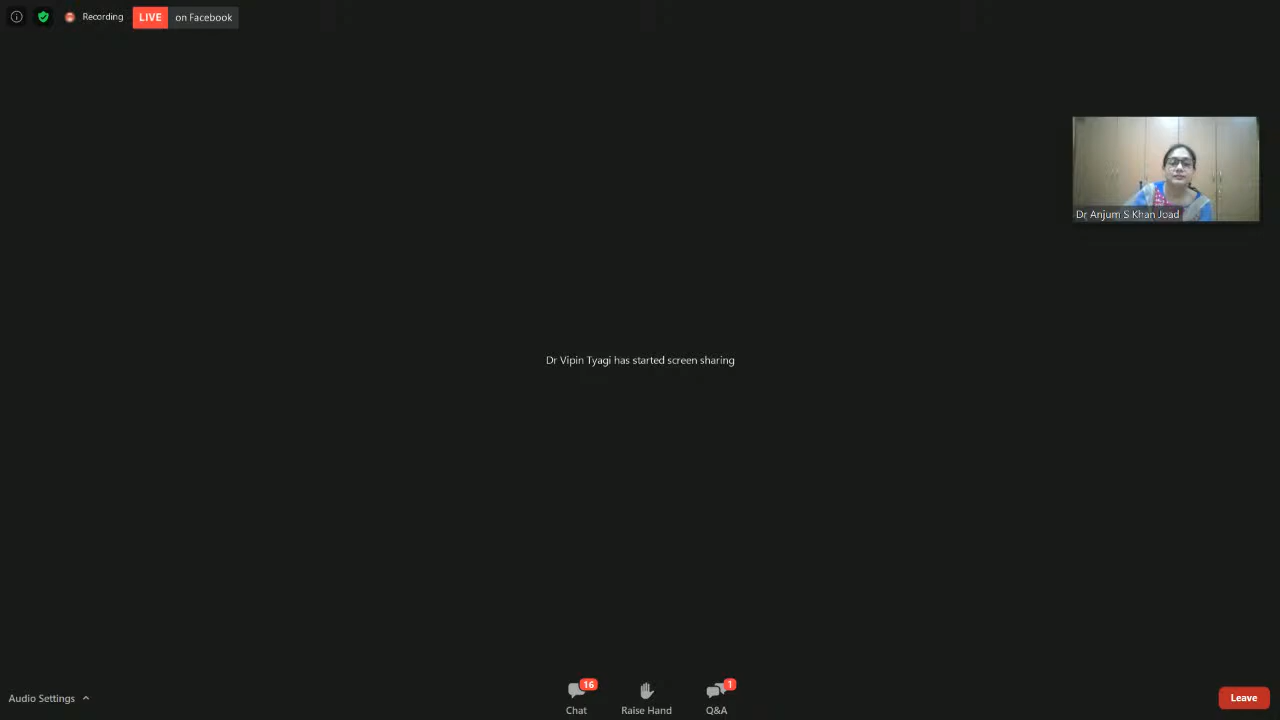 Recording
LIVE on Facebook
Dr Anjum S Khan Joad
Dr Vipin Tyagi has started screen sharing
Audio Settings
16
Chat
Raise Hand
1
Q&A
Leave